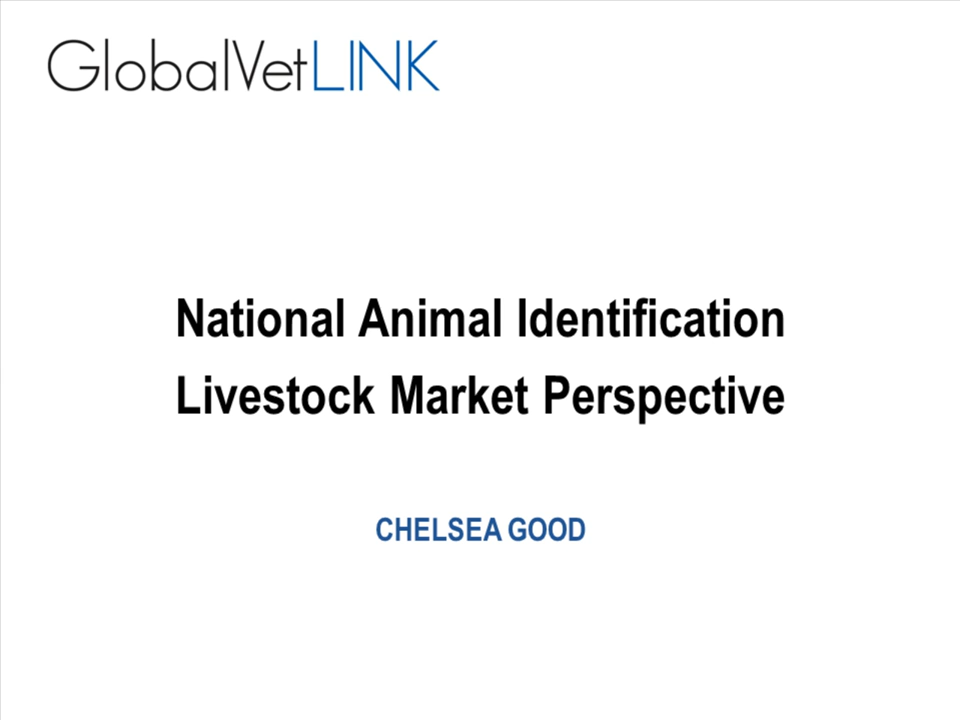 GlobalVetLINK
National Animal Identification
Livestock Market Perspective
CHELSEA GOOD